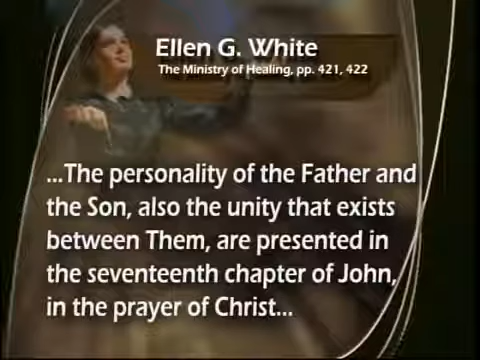 Ellen G. White
The Ministry of Healing, pp. 421, 422
...The personality of the Father and
the Son, also the unity that exists
between Them, are presented in
the seventeenth chapter of John,
in the prayer of Christ...